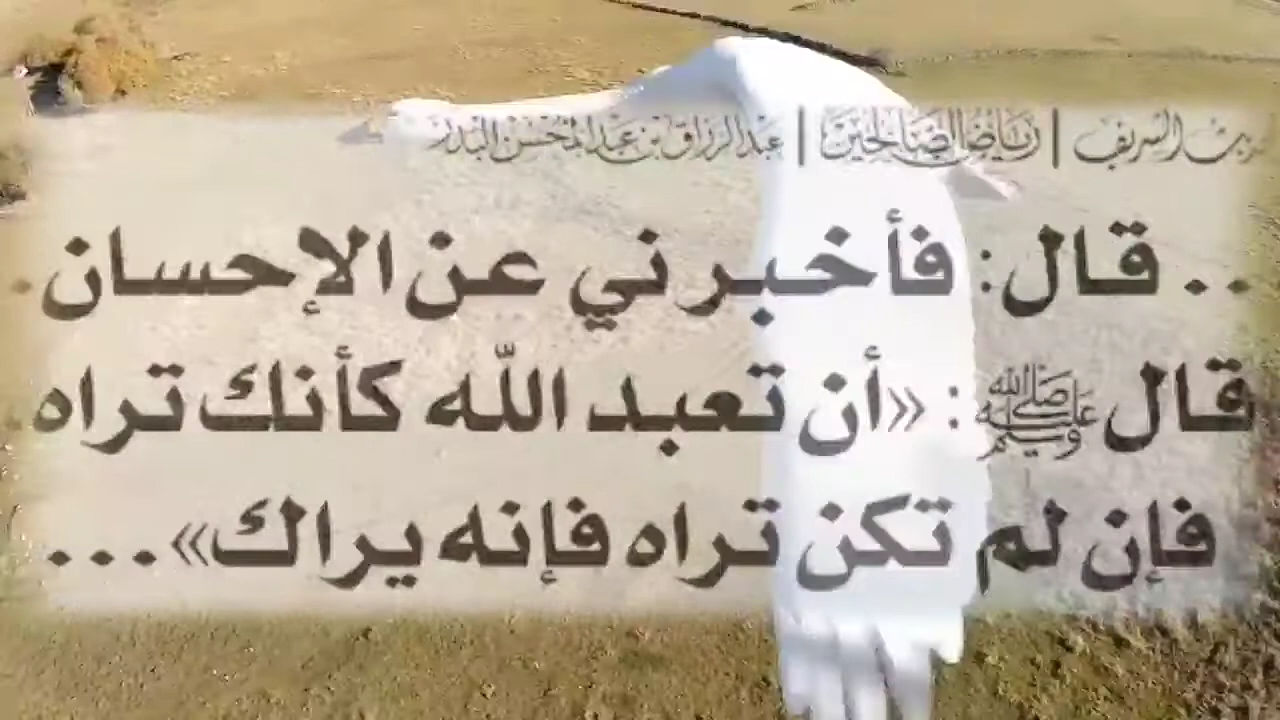 الشريف | رياض الصالحين | عبد الرزاق بن عبد المحسن البدر
.. قال: فأخبرني عن الإحسان.
قال ﷺ: «أن تعبد الله كأنك تراه
فإن لم تكن تراه فإنه يراك»...